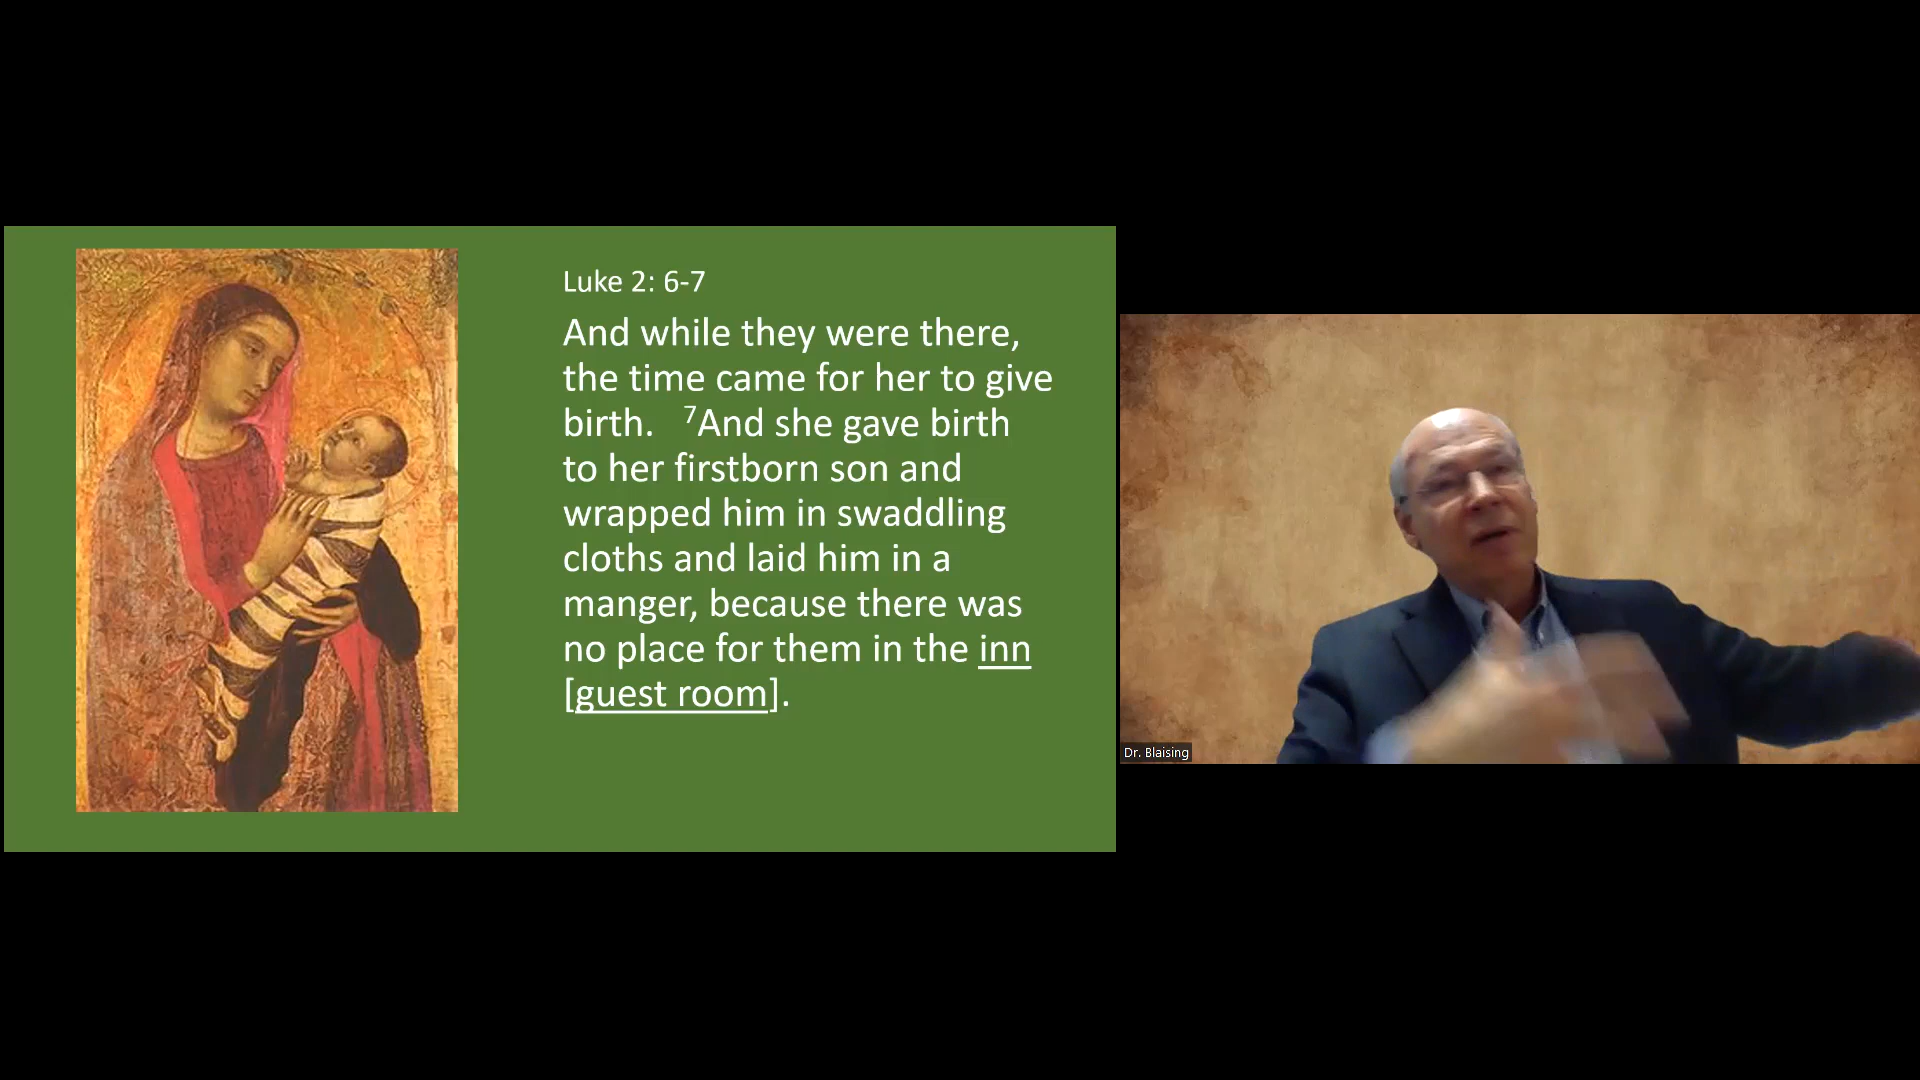 Luke 2: 6-7
And while they were there,
the time came for her to give
birth. ⁷And she gave birth
to her firstborn son and
wrapped him in swaddling
cloths and laid him in a
manger, because there was
no place for them in the inn
[guest room].
Dr. Blaising